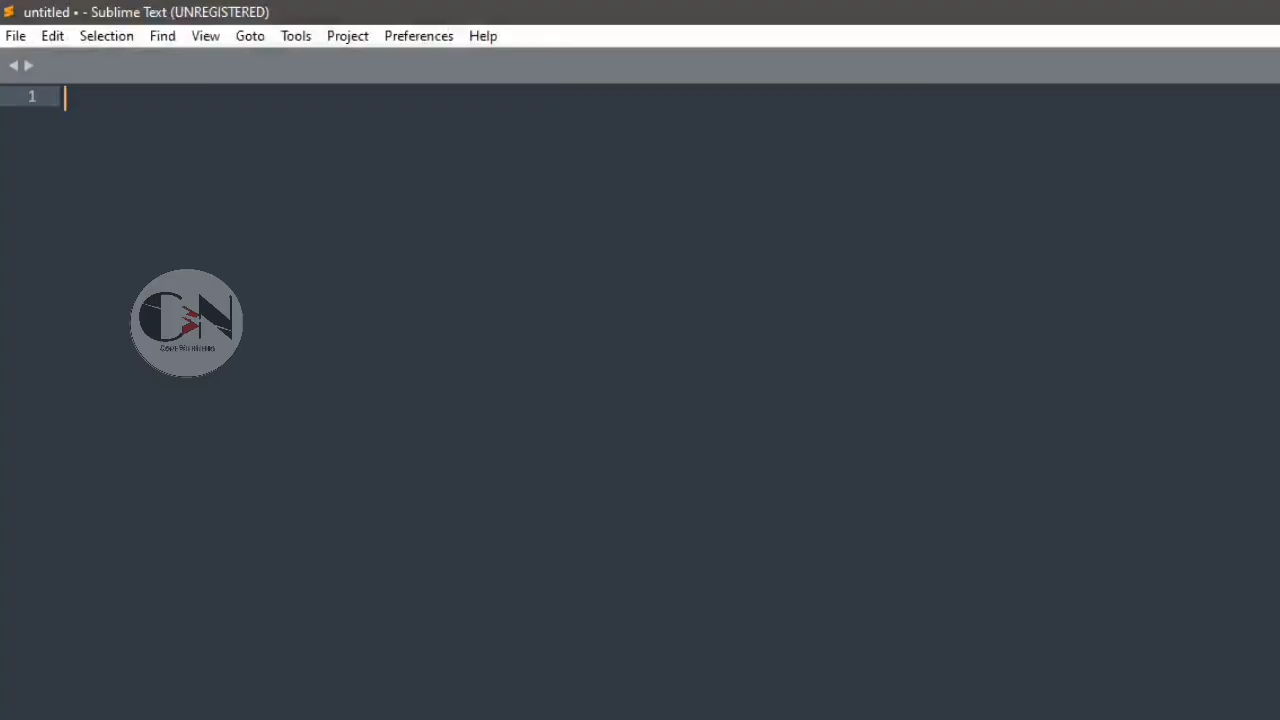 untitled • - Sublime Text (UNREGISTERED)
File Edit Selection Find View Goto Tools Project Preferences Help
1